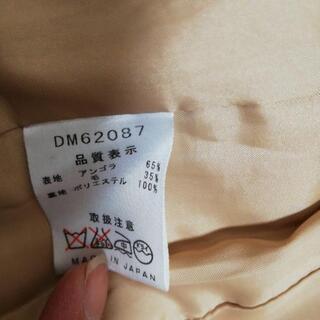 DM62087
品質表示
表地 アンゴラ 65%
毛 35%
裏地 ポリエステル 100%
取扱注意
MADE IN JAPAN